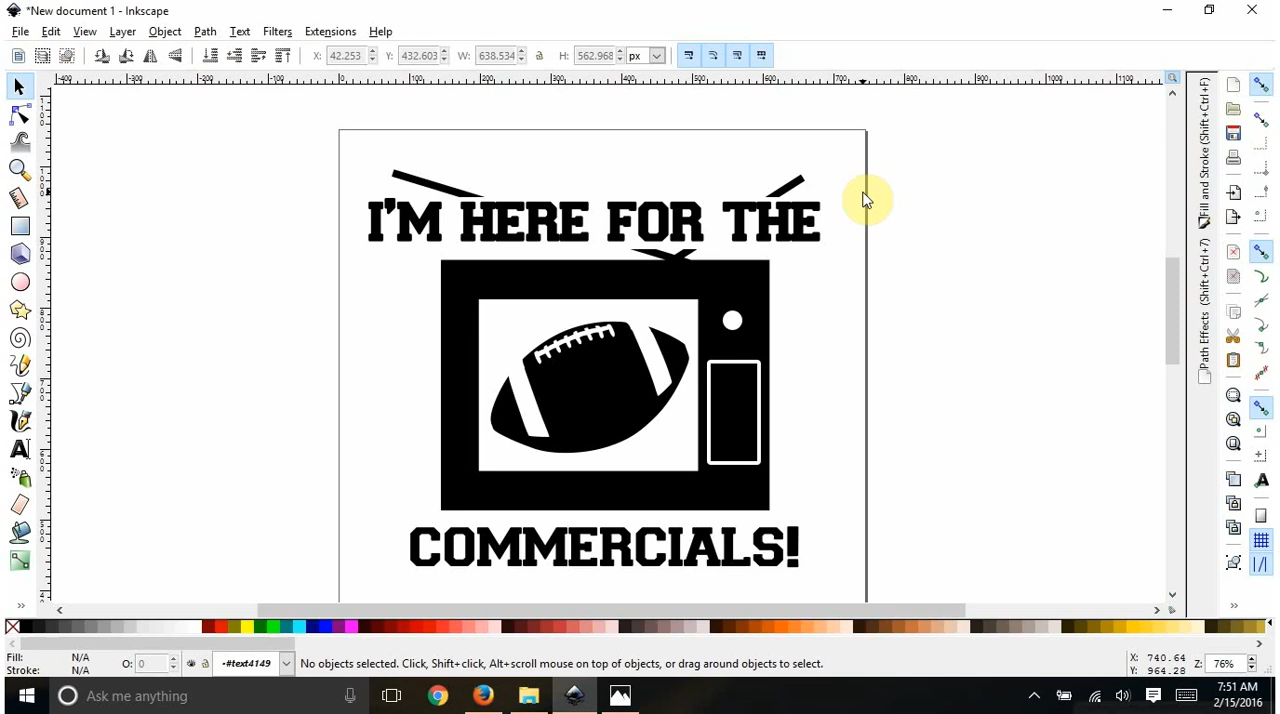 *New document 1 - Inkscape
File Edit View Layer Object Path Text Filters Extensions Help
X: 42.253 Y: 432.603 W: 638.534 H: 562.968 px
I'M HERE FOR THE
COMMERCIALS!
Fill and Stroke (Shift+Ctrl+F)
Path Effects (Shift+Ctrl+7)
Fill: N/A
Stroke: N/A
O: 0
#text4149
No objects selected. Click, Shift+click, Alt+scroll mouse on top of objects, or drag around objects to select.
X: 740.64
Y: 964.28
Z: 76%
Ask me anything
7:51 AM
2/15/2016